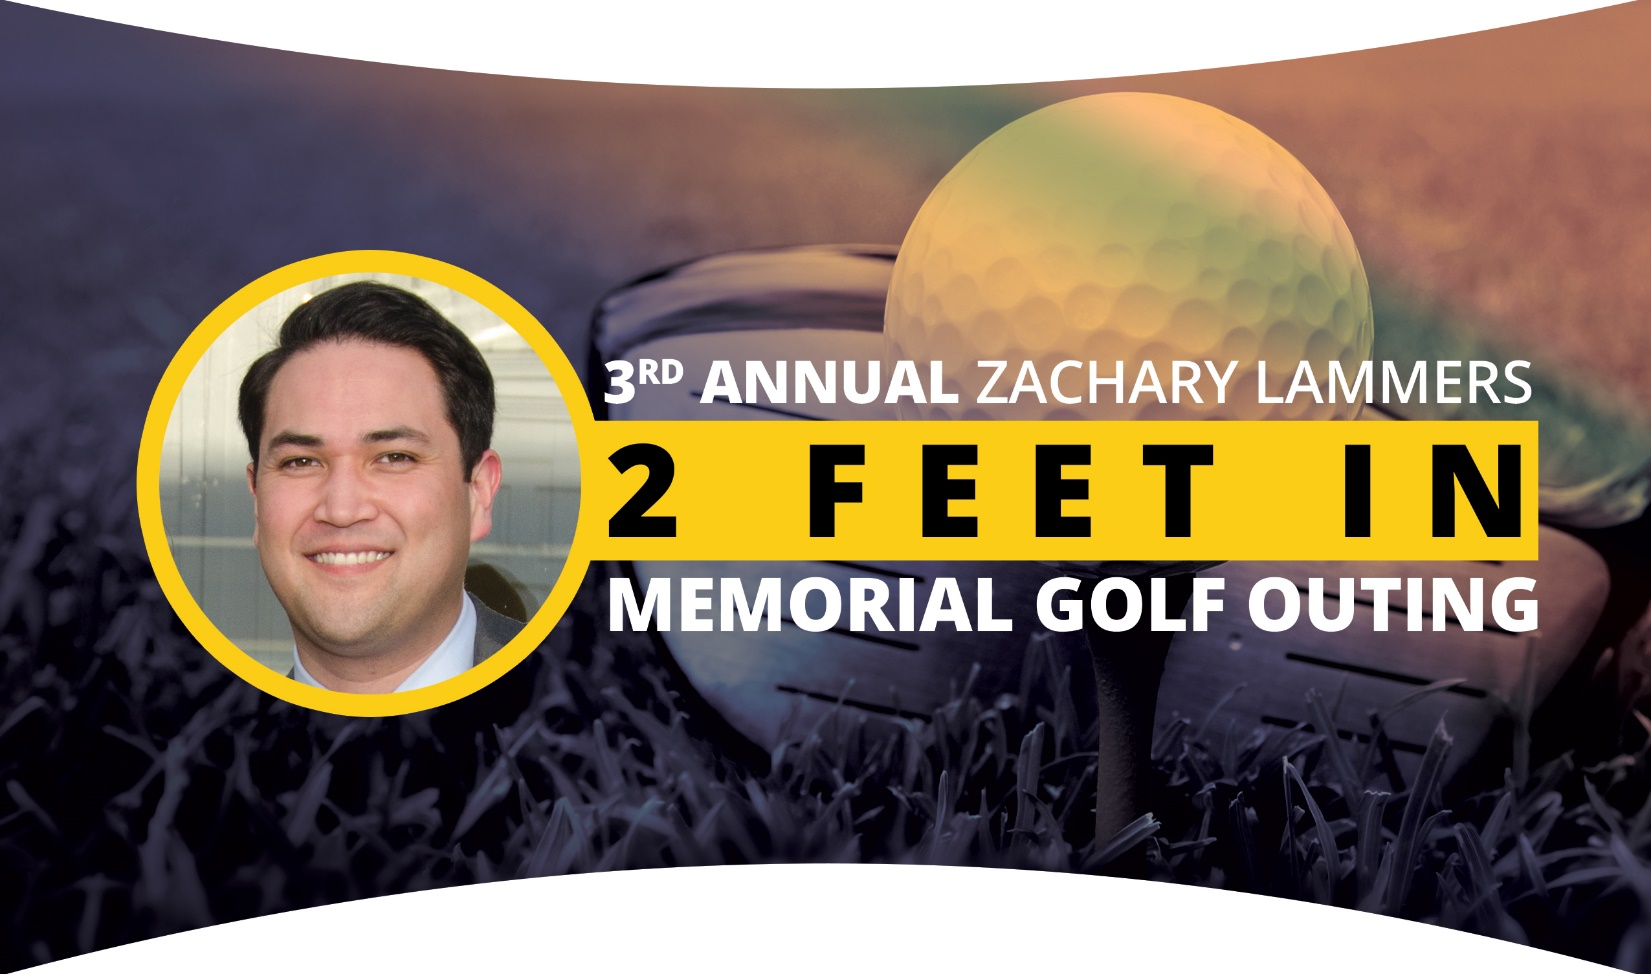 3RD ANNUAL ZACHARY LAMMERS
2 FEET IN
MEMORIAL GOLF OUTING